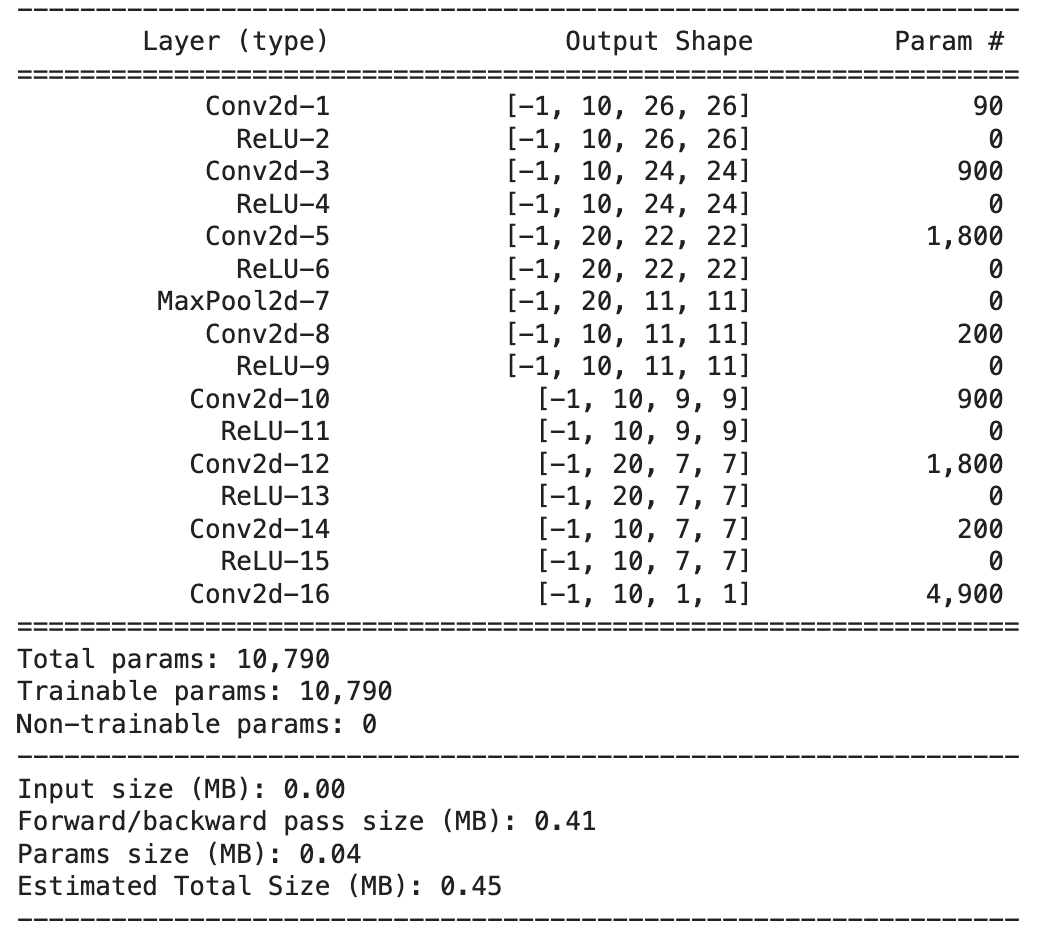 ----------------------------------------------------------------
Layer (type) Output Shape Param #
================================================================
Conv2d-1 [-1, 10, 26, 26] 90
ReLU-2 [-1, 10, 26, 26] 0
Conv2d-3 [-1, 10, 24, 24] 900
ReLU-4 [-1, 10, 24, 24] 0
Conv2d-5 [-1, 20, 22, 22] 1,800
ReLU-6 [-1, 20, 22, 22] 0
MaxPool2d-7 [-1, 20, 11, 11] 0
Conv2d-8 [-1, 10, 11, 11] 200
ReLU-9 [-1, 10, 11, 11] 0
Conv2d-10 [-1, 10, 9, 9] 900
ReLU-11 [-1, 10, 9, 9] 0
Conv2d-12 [-1, 20, 7, 7] 1,800
ReLU-13 [-1, 20, 7, 7] 0
Conv2d-14 [-1, 10, 7, 7] 200
ReLU-15 [-1, 10, 7, 7] 0
Conv2d-16 [-1, 10, 1, 1] 4,900
================================================================
Total params: 10,790
Trainable params: 10,790
Non-trainable params: 0
----------------------------------------------------------------
Input size (MB): 0.00
Forward/backward pass size (MB): 0.41
Params size (MB): 0.04
Estimated Total Size (MB): 0.45
----------------------------------------------------------------